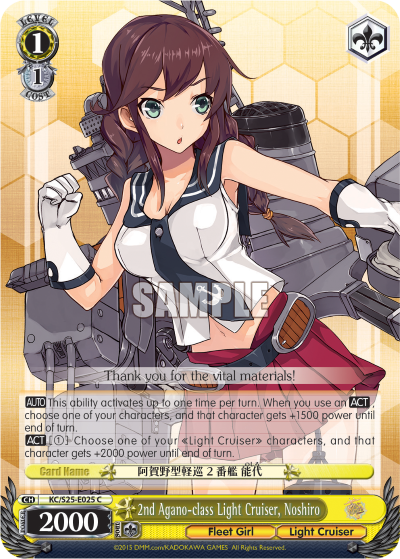 LEVEL
1
1
COST
SAMPLE
Thank you for the vital materials!
AUTO This ability activates up to one time per turn. When you use an ACT
choose one of your characters, and that character gets +1500 power until
end of turn.
ACT [① Choose one of your «Light Cruiser» characters, and that
character gets +2000 power until end of turn.
Card Name
阿賀野型軽巡 2 番艦 能代
CH KC/S25-E025 C
2nd Agano-class Light Cruiser, Noshiro
POWER
2000
SOUL
Fleet Girl
Light Cruiser
©2015 DMM.com/KADOKAWA GAMES All Rights Reserved.